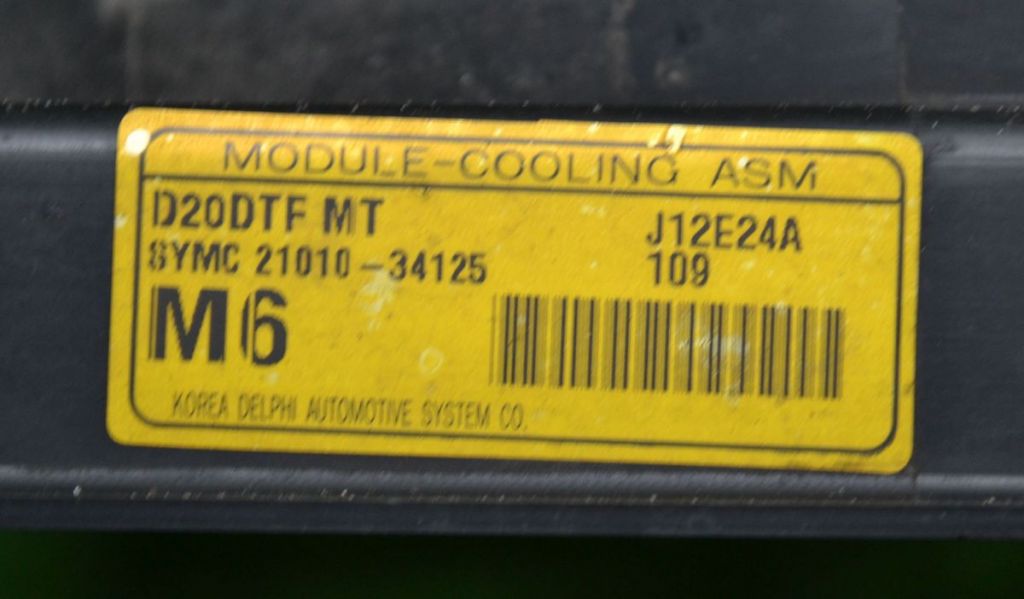 MODULE-COOLING ASM
D20DTF MT
J12E24A
SYMC 21010-34125
109
M6
KOREA DELPHI AUTOMOTIVE SYSTEM CO.